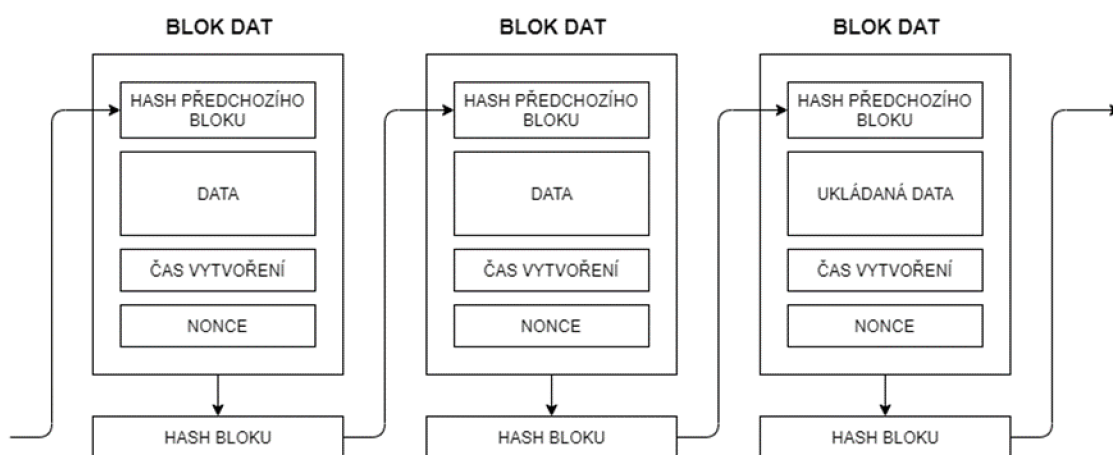 BLOK DAT
HASH PŘEDCHOZÍHO
BLOKU
DATA
ČAS VYTVOŘENÍ
NONCE
HASH BLOKU
BLOK DAT
HASH PŘEDCHOZÍHO
BLOKU
DATA
ČAS VYTVOŘENÍ
NONCE
HASH BLOKU
BLOK DAT
HASH PŘEDCHOZÍHO
BLOKU
UKLÁDANÁ DATA
ČAS VYTVOŘENÍ
NONCE
HASH BLOKU